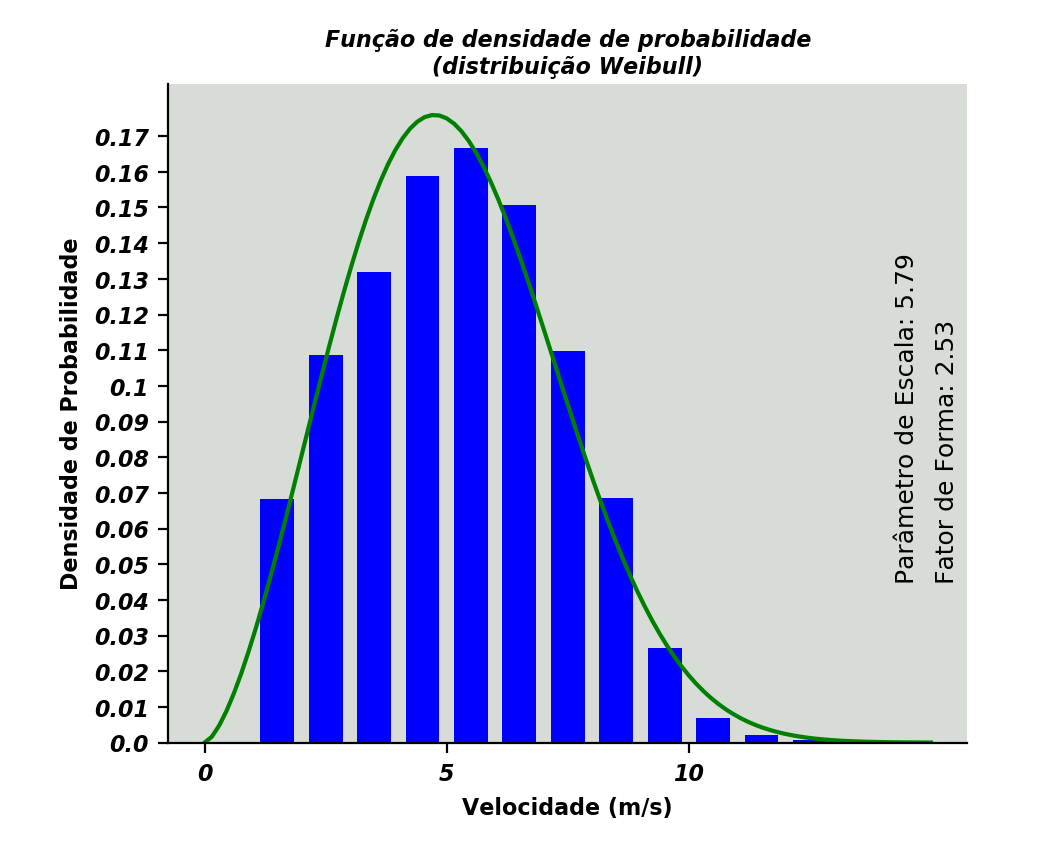 Função de densidade de probabilidade
(distribuição Weibull)
Densidade de Probabilidade
0.17
0.16
0.15
0.14
0.13
0.12
0.11
0.1
0.09
0.08
0.07
0.06
0.05
0.04
0.03
0.02
0.01
0.0
0 5 10
Velocidade (m/s)
Parâmetro de Escala: 5.79
Fator de Forma: 2.53